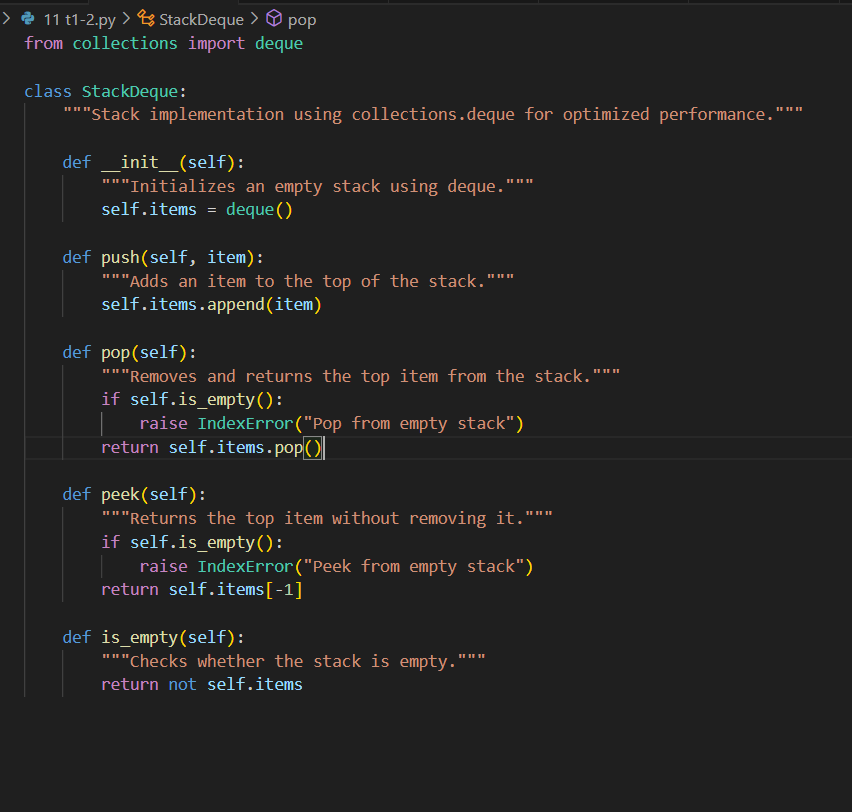 11 t1-2.py > StackDeque > pop
from collections import deque
class StackDeque:
    """Stack implementation using collections.deque for optimized performance."""
    def __init__(self):
        """Initializes an empty stack using deque."""
        self.items = deque()
    def push(self, item):
        """Adds an item to the top of the stack."""
        self.items.append(item)
    def pop(self):
        """Removes and returns the top item from the stack."""
        if self.is_empty():
            raise IndexError("Pop from empty stack")
        return self.items.pop()
    def peek(self):
        """Returns the top item without removing it."""
        if self.is_empty():
            raise IndexError("Peek from empty stack")
        return self.items[-1]
    def is_empty(self):
        """Checks whether the stack is empty."""
        return not self.items